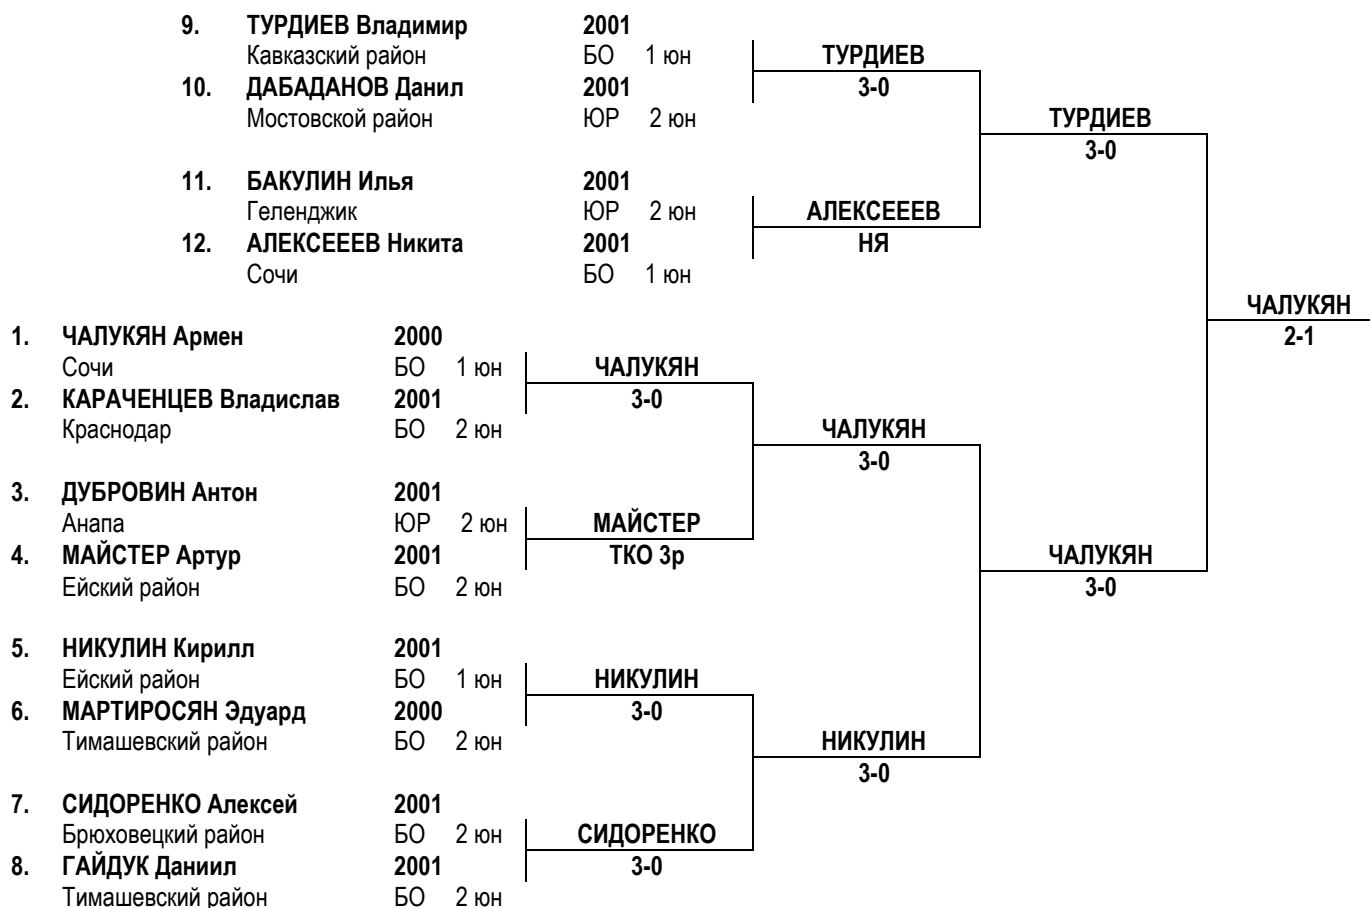 9. ТУРДИЕВ Владимир 2001
Кавказский район БО 1 юн ТУРДИЕВ
10. ДАБАДАНОВ Данил 2001 3-0
Мостовской район ЮР 2 юн ТУРДИЕВ
3-0
11. БАКУЛИН Илья 2001
Геленджик ЮР 2 юн АЛЕКСЕЕЕВ
12. АЛЕКСЕЕЕВ Никита 2001 НЯ
Сочи БО 1 юн
ЧАЛУКЯН
1. ЧАЛУКЯН Армен 2000 2-1
Сочи БО 1 юн ЧАЛУКЯН
2. КАРАЧЕНЦЕВ Владислав 2001 3-0
Краснодар БО 2 юн ЧАЛУКЯН
3-0
3. ДУБРОВИН Антон 2001
Анапа ЮР 2 юн МАЙСТЕР
4. МАЙСТЕР Артур 2001 ТКО 3р ЧАЛУКЯН
Ейский район БО 2 юн 3-0
5. НИКУЛИН Кирилл 2001
Ейский район БО 1 юн НИКУЛИН
6. МАРТИРОСЯН Эдуард 2000 3-0
Тимашевский район БО 2 юн НИКУЛИН
3-0
7. СИДОРЕНКО Алексей 2001
Брюховецкий район БО 2 юн СИДОРЕНКО
8. ГАЙДУК Даниил 2001 3-0
Тимашевский район БО 2 юн